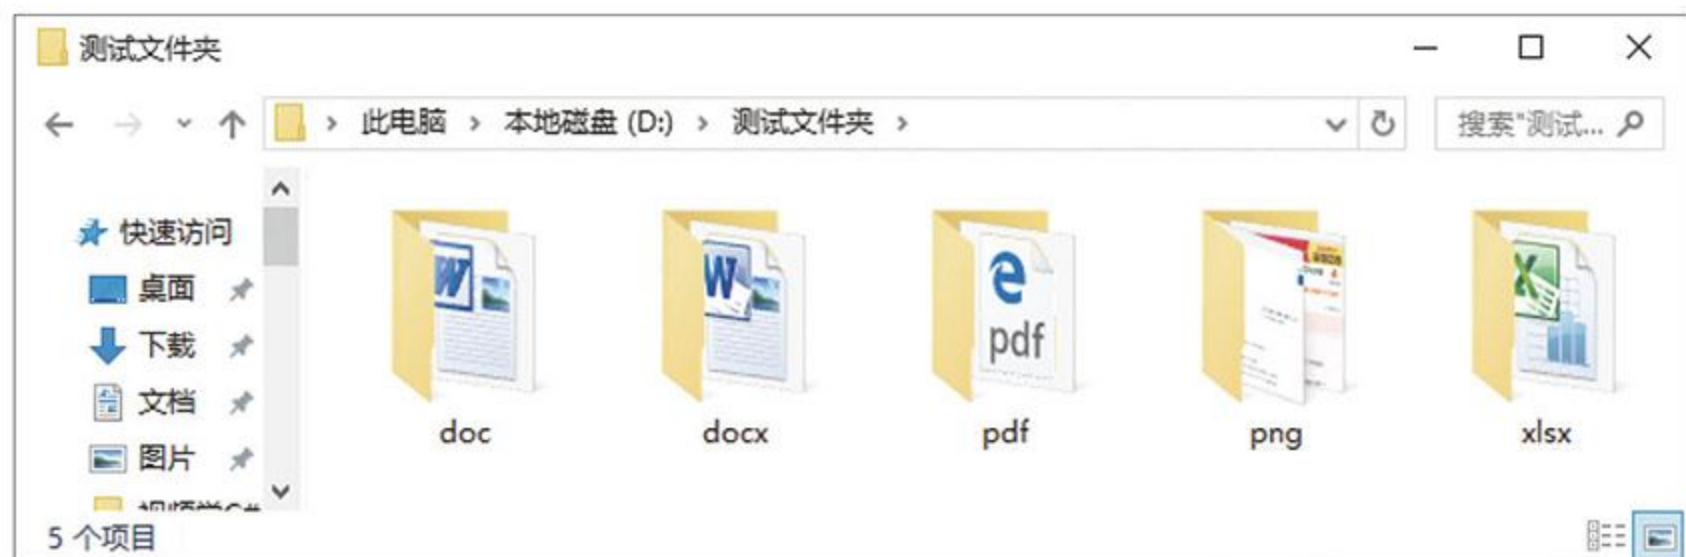 测试文件夹
此电脑 > 本地磁盘 (D:) > 测试文件夹 >
搜索"测试...
快速访问
桌面
下载
文档
图片
doc
docx
pdf
pdf
png
xlsx
5 个项目